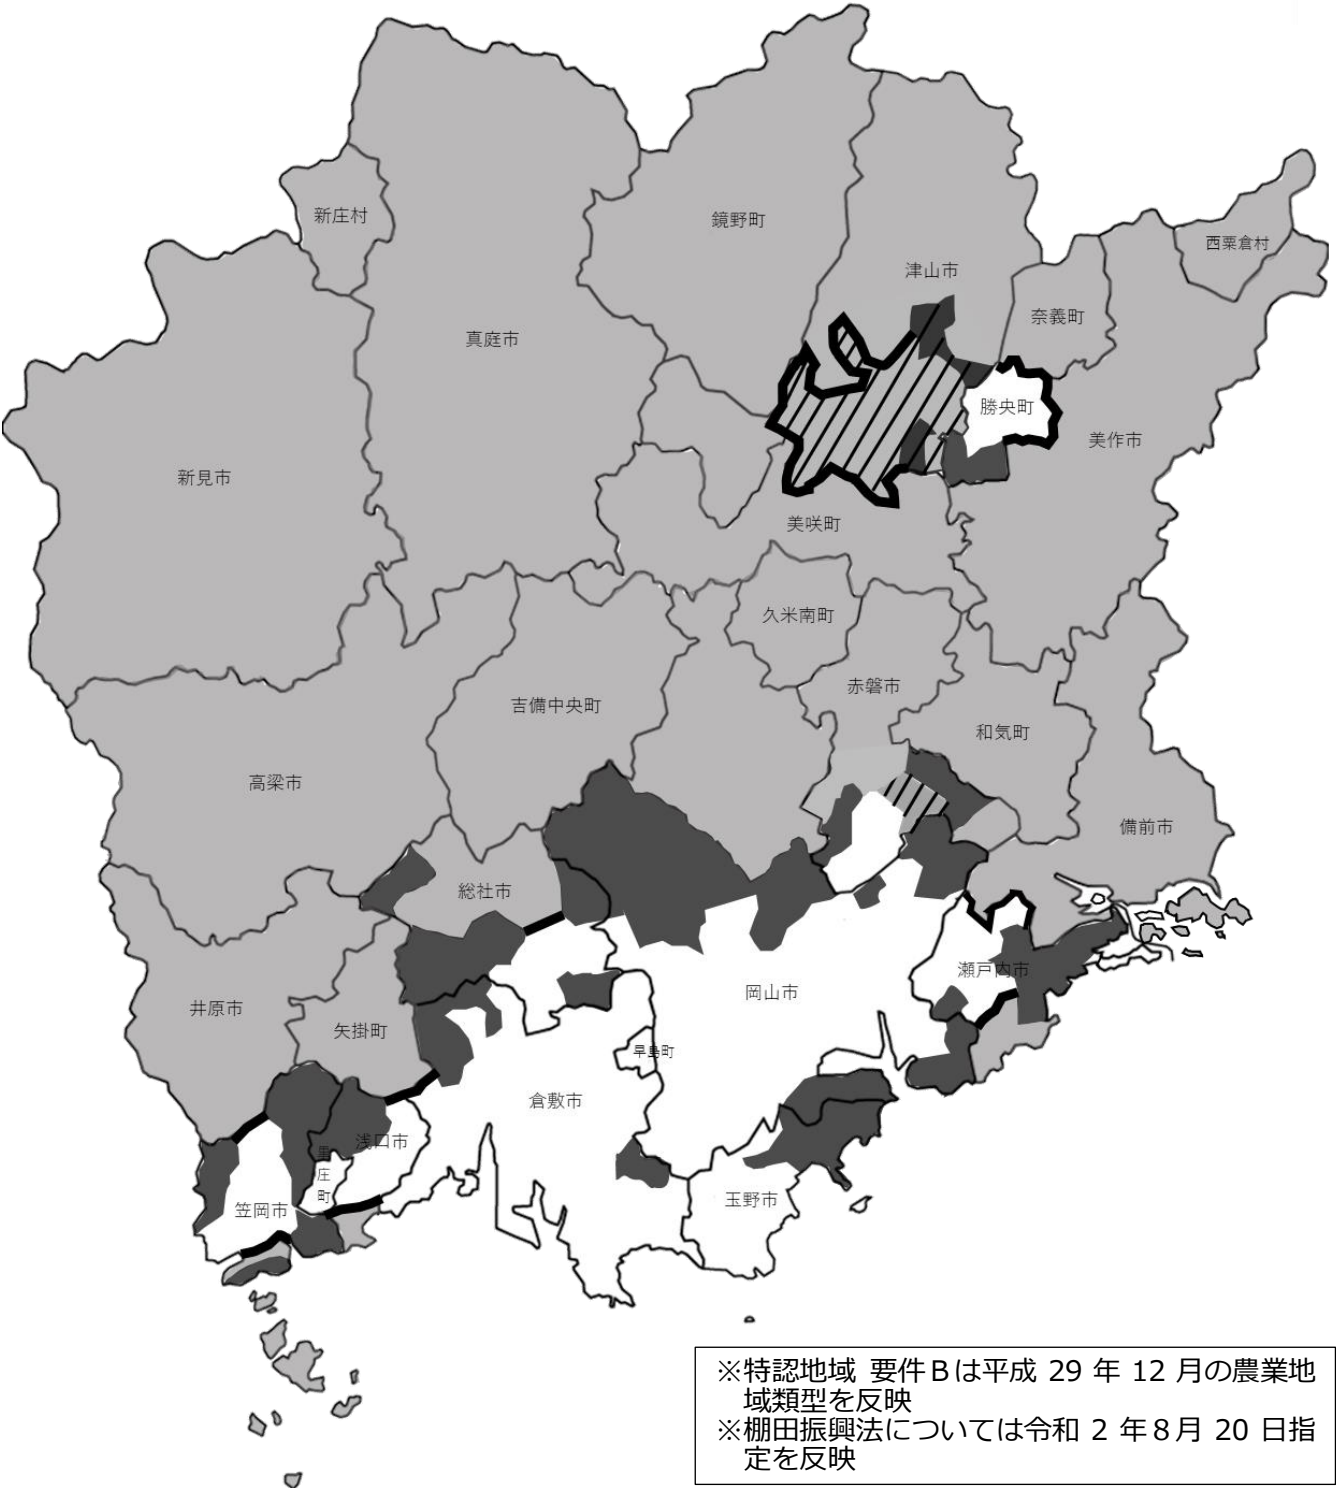 新庄村
鏡野町
西粟倉村
津山市
奈義町
真庭市
勝央町
美作市
新見市
美咲町
久米南町
赤磐市
吉備中央町
和気町
高梁市
備前市
総社市
瀬戸内市
岡山市
井原市
矢掛町
早島町
倉敷市
浅口市
里
庄
町
玉野市
笠岡市
※特認地域 要件Bは平成 29 年 12 月の農業地
域類型を反映
※棚田振興法については令和 2 年8月 20 日指
定を反映